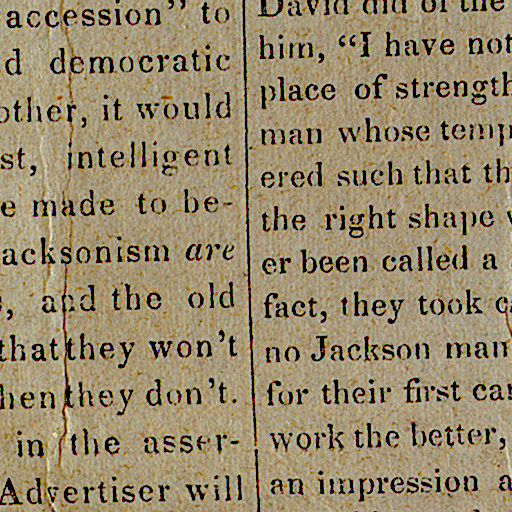 accession” to
d democratic
other, it would
st, intelligent
e made to be-
acksonism are
, and the old
that they won’t
hen they don’t.
in the asser-
Advertiser will
David did of the
him, “I have not
place of strength
man whose temp
ered such that th
the right shape
er been called a
fact, they took
no Jackson man
for their first car
work the better,
an impression a